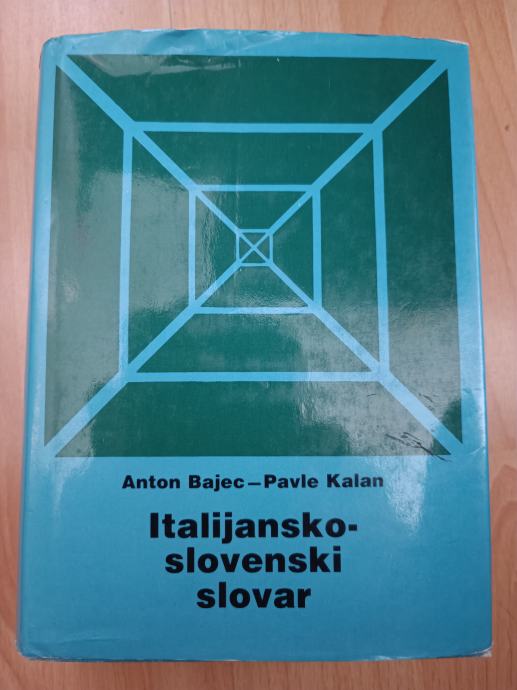 Anton Bajec—Pavle Kalan
Italijansko-
slovenski
slovar